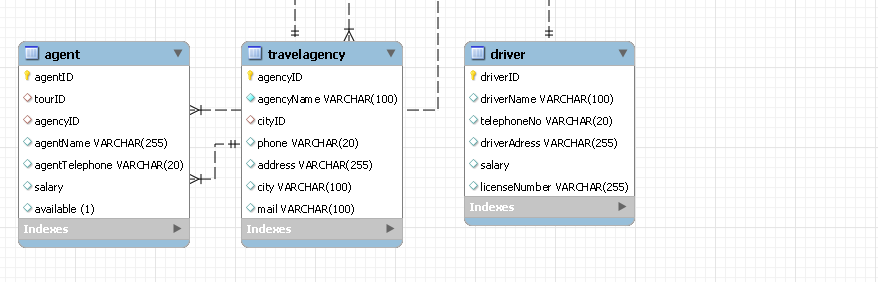 agent
agentID
tourID
agencyID
agentName VARCHAR(255)
agentTelephone VARCHAR(20)
salary
available (1)
Indexes
travelagency
agencyID
agencyName VARCHAR(100)
cityID
phone VARCHAR(20)
address VARCHAR(255)
city VARCHAR(100)
mail VARCHAR(100)
Indexes
driver
driverID
driverName VARCHAR(100)
telephoneNo VARCHAR(20)
driverAdress VARCHAR(255)
salary
licenseNumber VARCHAR(255)
Indexes